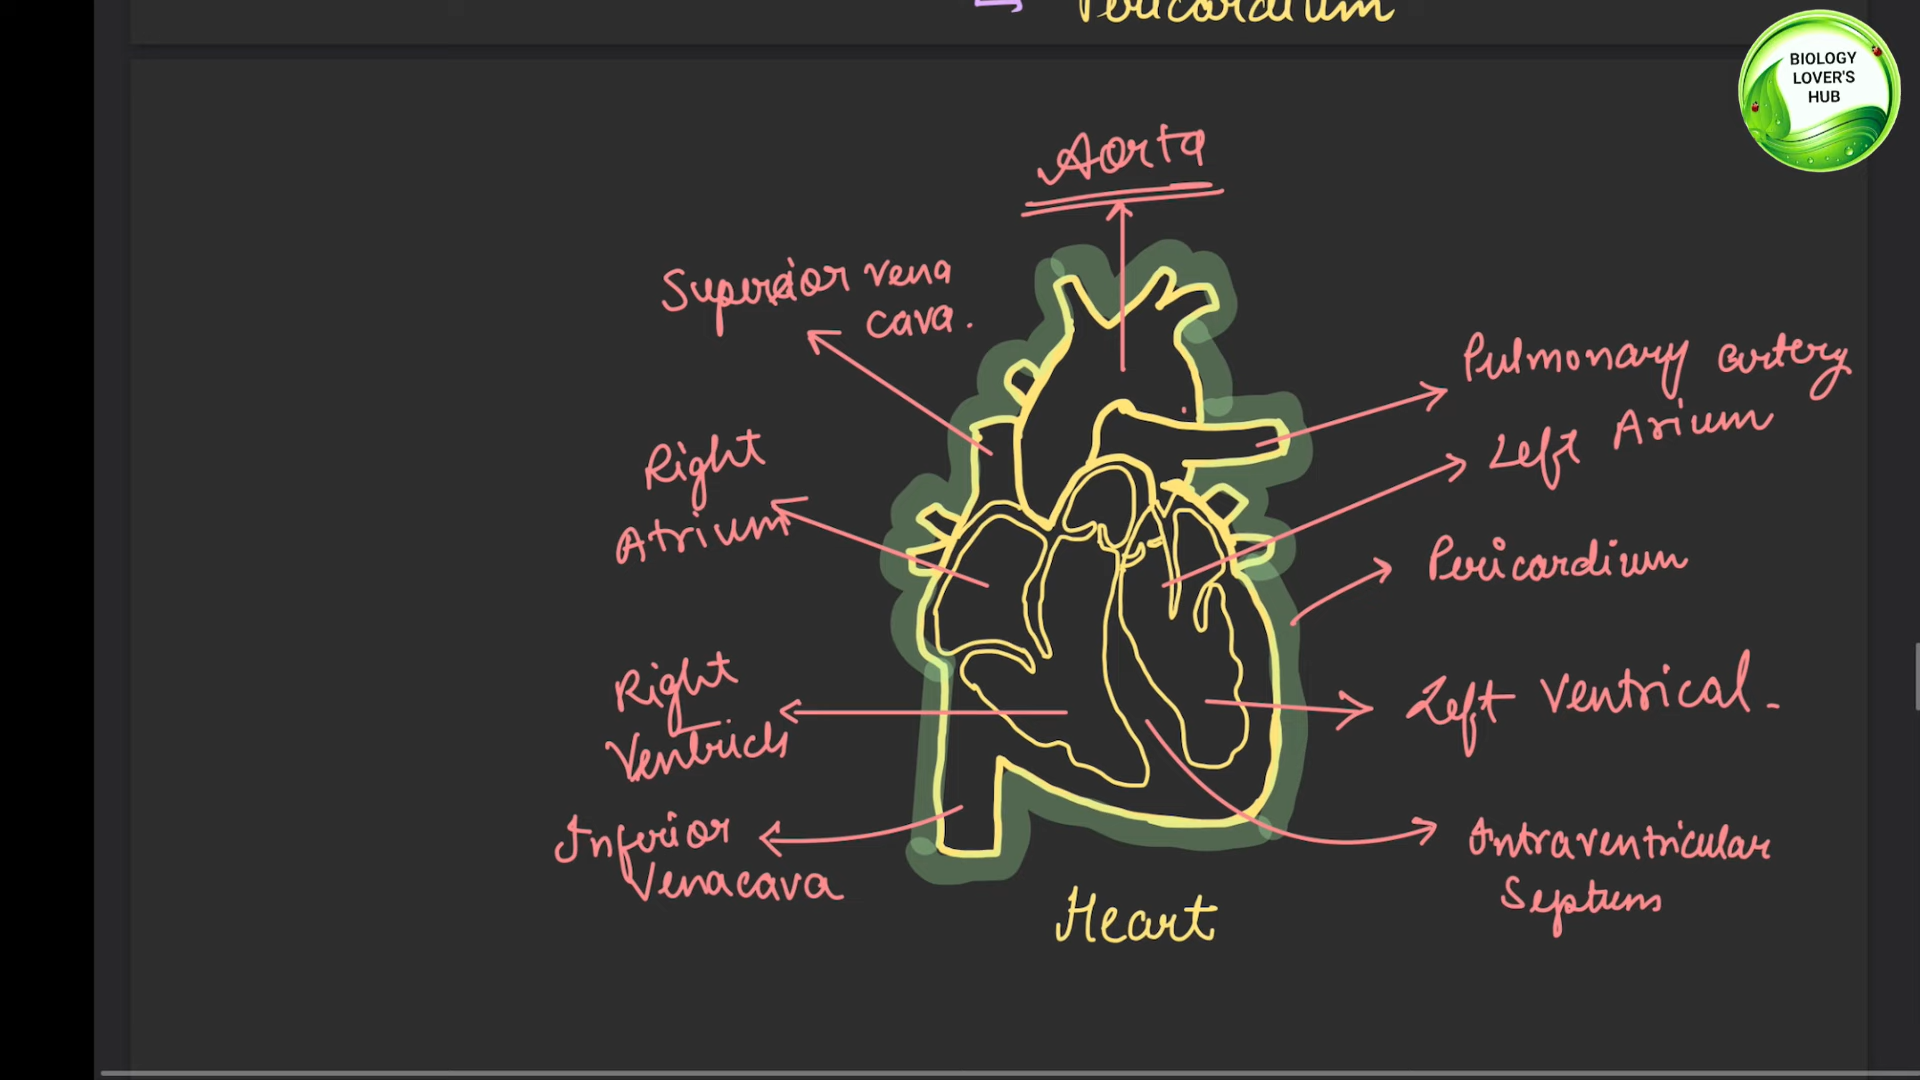 Pericardium
BIOLOGY
LOVER'S
HUB
Aorta
Superior vena
cava.
Pulmonary artery
Left Arium
Right
Atrium
Pericardium
Right
Left Ventrical.
Inferior
Venacava
Intraventricular
Septum
Heart